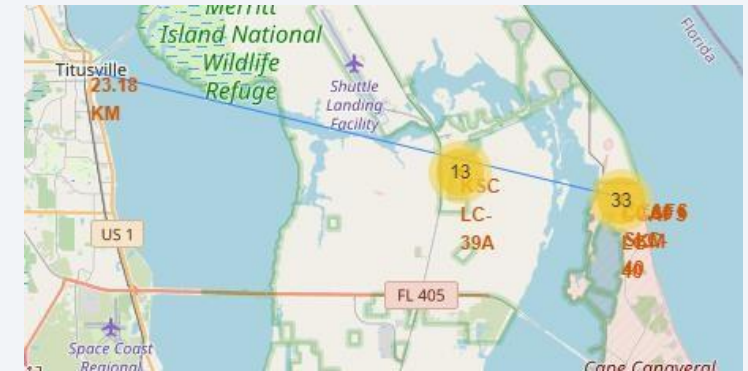 Merritt
Island National
Wildlife
Refuge
Florida
Titusville
23.18
KM
Shuttle
Landing
Facility
13
KSC
LC-
39A
33
40
US 1
FL 405
Space Coast
Regional
Cape Canaveral